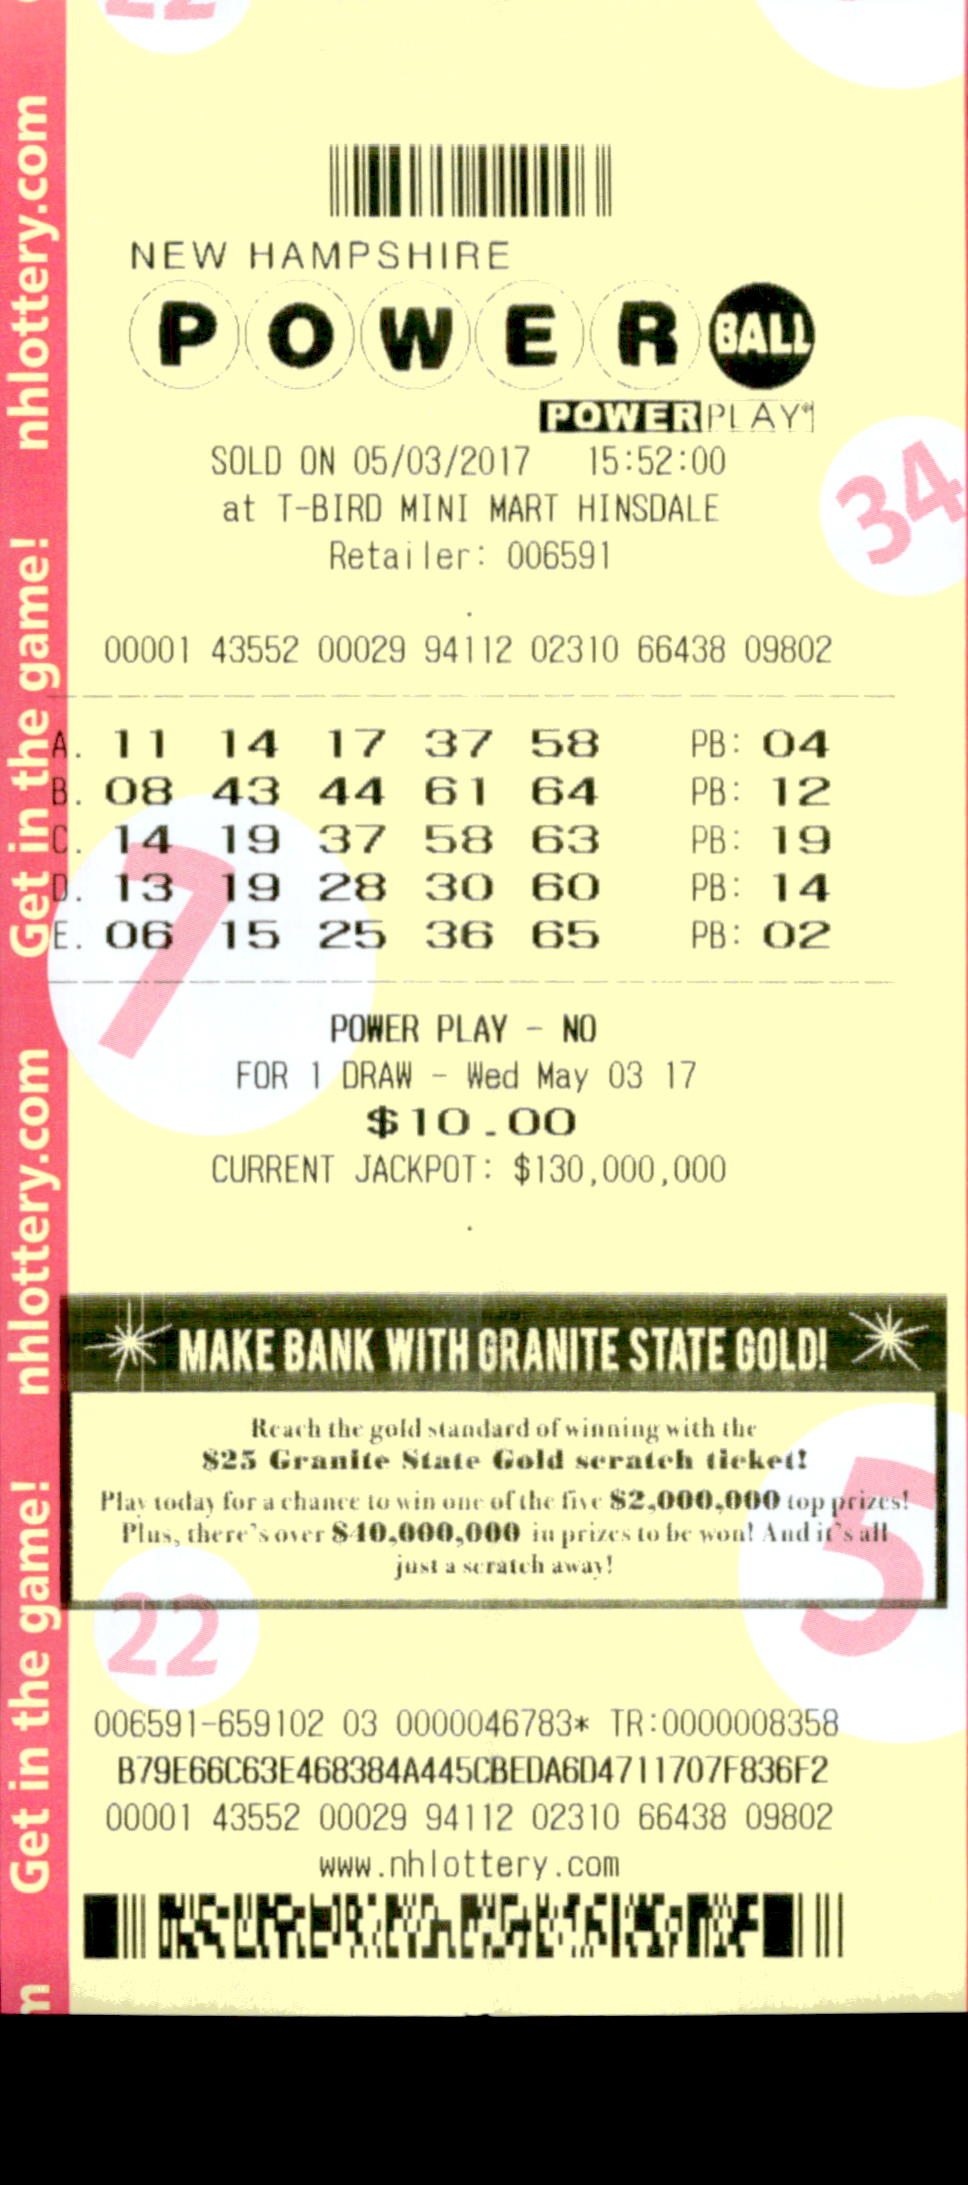 22
nhlottery.com
Get in the game!
nhlottery.com
Get in the game!
m
NEW HAMPSHIRE
POWER BALL
POWERPLAY®
SOLD ON 05/03/2017 15:52:00
at T-BIRD MINI MART HINSDALE
Retailer: 006591
34
00001 43552 00029 94112 02310 66438 09802
A. 11 14 17 37 58 PB: 04
B. 08 43 44 61 64 PB: 12
C. 14 19 37 58 63 PB: 19
D. 13 19 28 30 60 PB: 14
E. 06 15 25 36 65 PB: 02
7
POWER PLAY - NO
FOR 1 DRAW - Wed May 03 17
$10.00
CURRENT JACKPOT: $130,000,000
MAKE BANK WITH GRANITE STATE GOLD!
Reach the gold standard of winning with the
$25 Granite State Gold scratch ticket!
Play today for a chance to win one of the five $2,000,000 top prizes!
Plus, there's over $40,000,000 in prizes to be won! And it's all
just a scratch away!
5
22
006591-659102 03 0000046783* TR:0000008358
B79E66C63E468384A445CBEDA6D4711707F836F2
00001 43552 00029 94112 02310 66438 09802
www.nhlottery.com